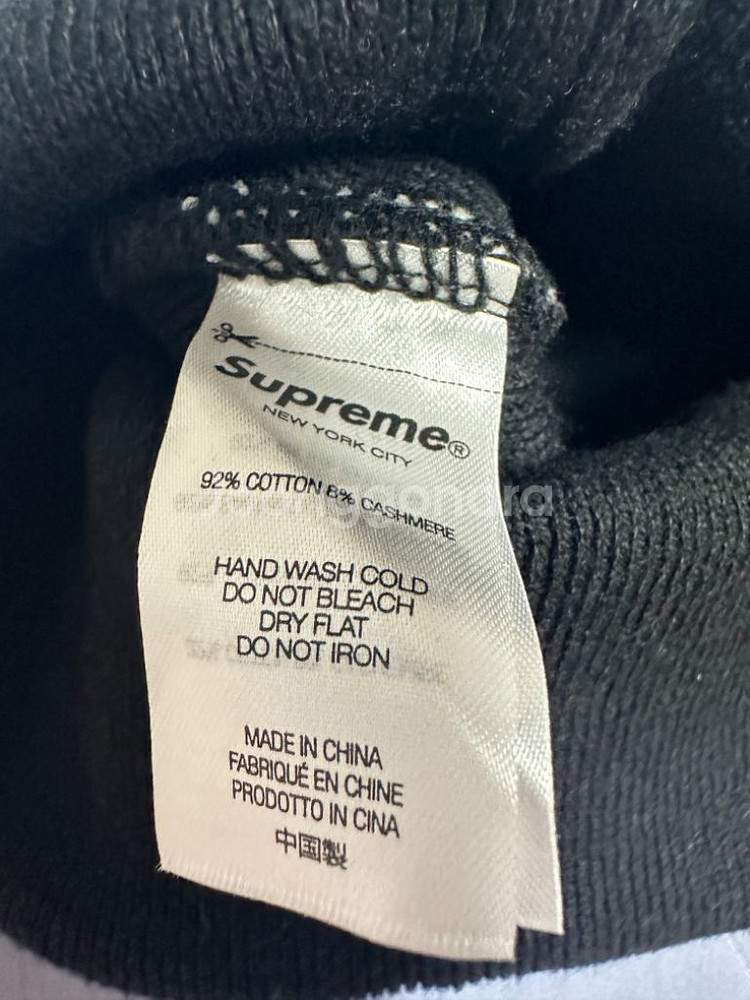 Supreme®
NEW YORK CITY
92% COTTON 8% CASHMERE
HAND WASH COLD
DO NOT BLEACH
DRY FLAT
DO NOT IRON
MADE IN CHINA
FABRIQUÉ EN CHINE
PRODOTTO IN CINA
中国製